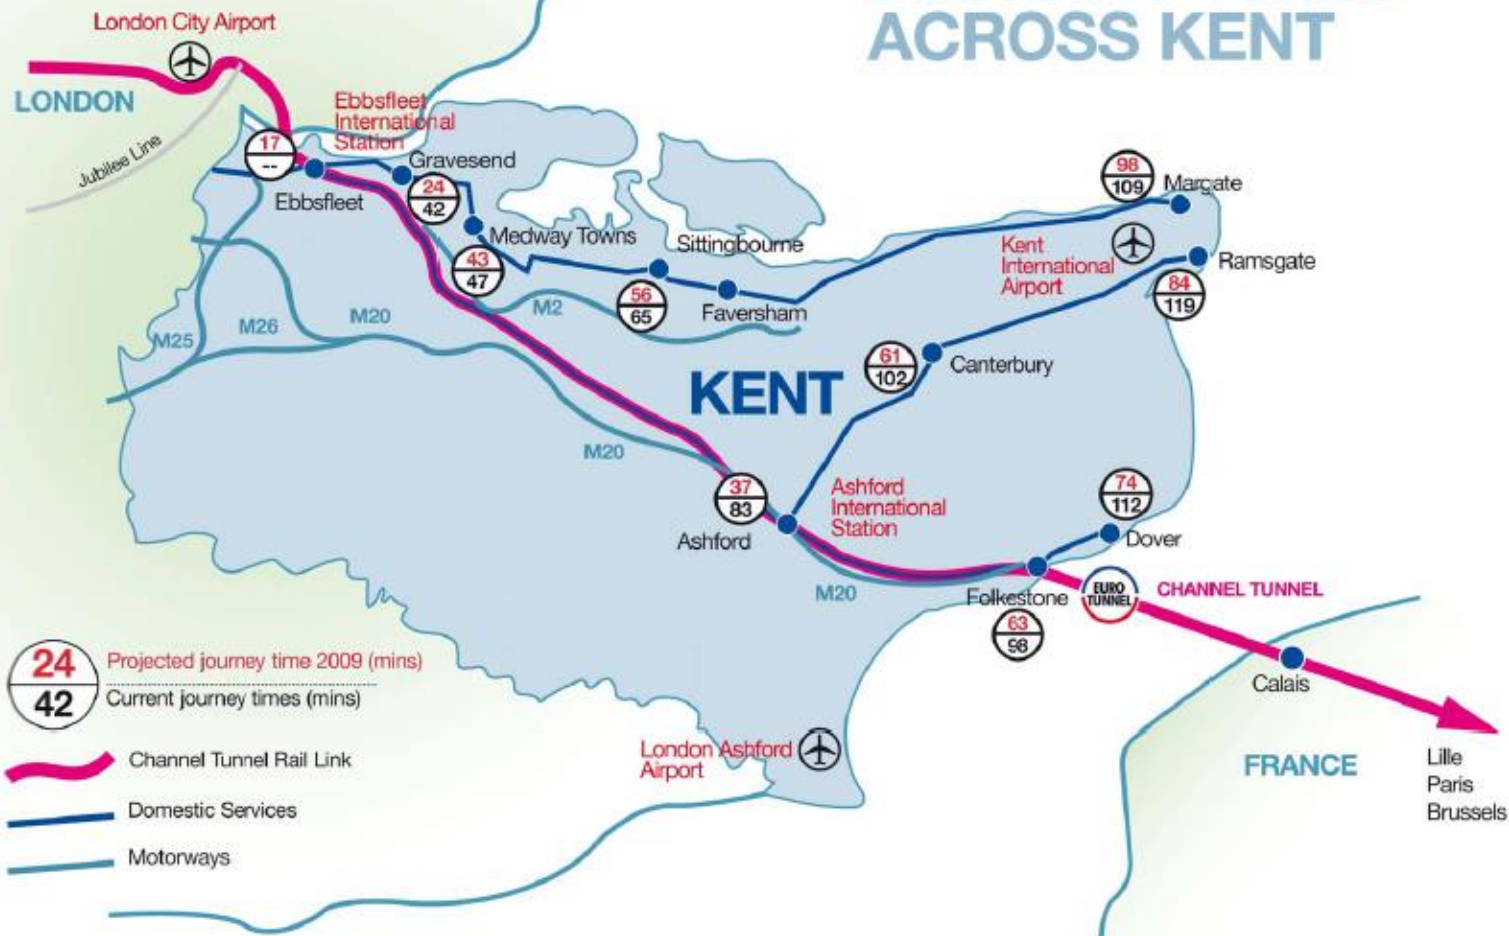 ACROSS KENT
London City Airport
LONDON
Jubilee Line
Ebbsfleet
International
Station
17
--
Ebbsfleet
Gravesend
24
42
Medway Towns
43
47
Sittingbourne
56
65
Faversham
98
109
Margate
Kent
International
Airport
Ramsgate
84
119
M25
M26
M20
M2
61
102
Canterbury
KENT
M20
37
83
Ashford
Ashford
International
Station
74
112
Dover
M20
Folkestone
63
98
EURO
TUNNEL
CHANNEL TUNNEL
Calais
FRANCE
Lille
Paris
Brussels
London Ashford
Airport
24
42
Projected journey time 2009 (mins)
Current journey times (mins)
Channel Tunnel Rail Link
Domestic Services
Motorways